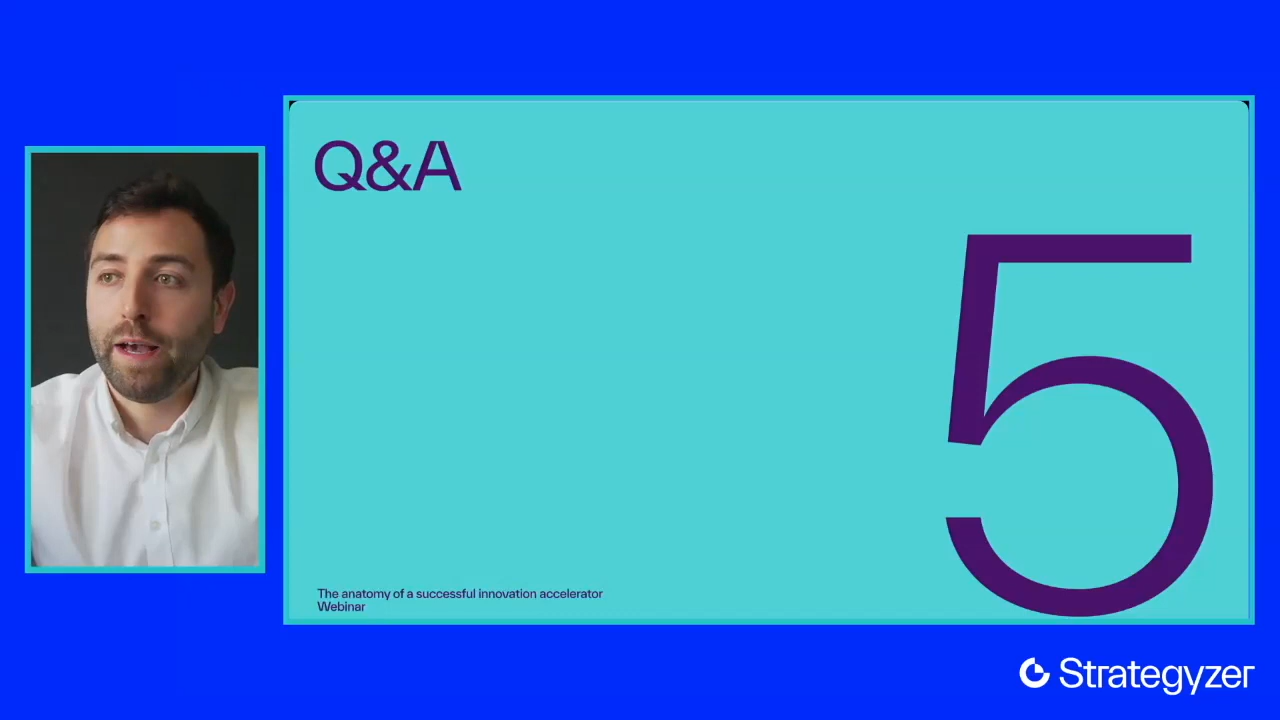 Q&A
5
The anatomy of a successful innovation accelerator
Webinar
Strategyzer